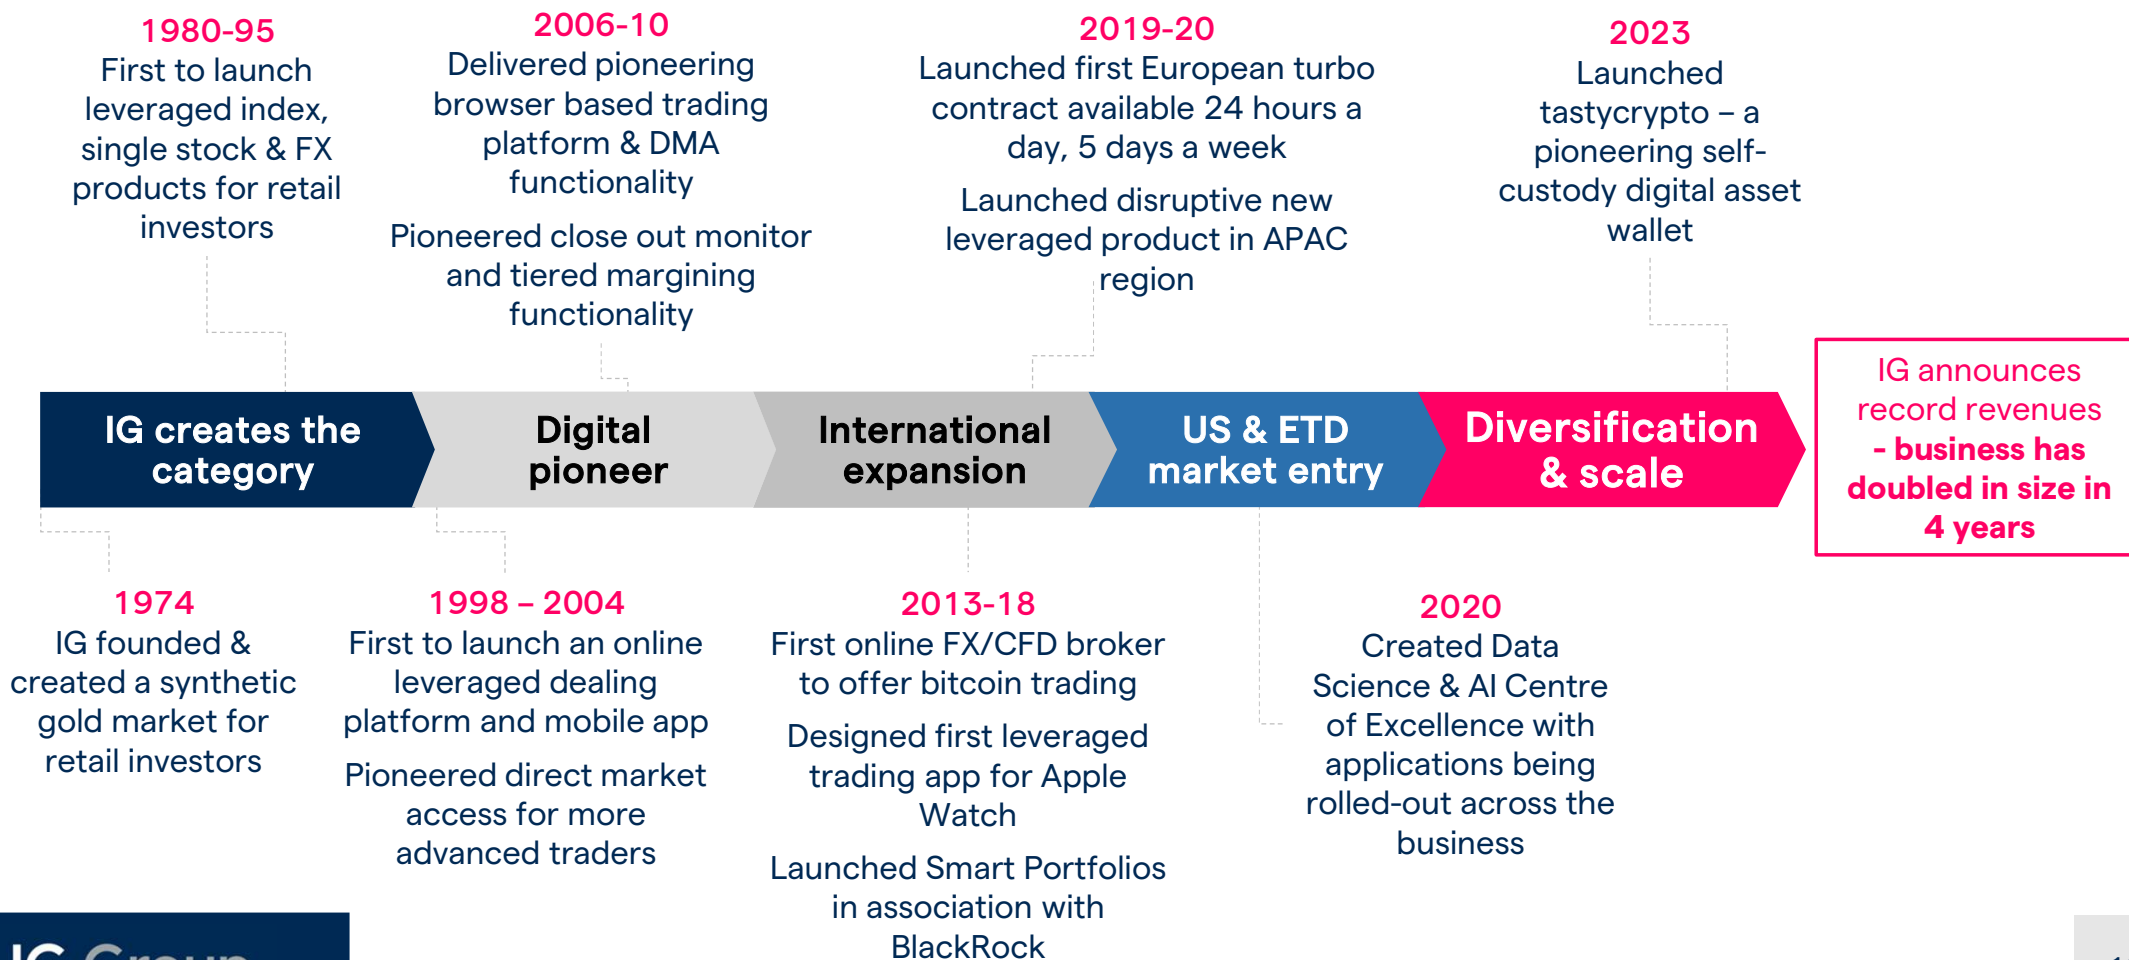 1980-95
First to launch
leveraged index,
single stock & FX
products for retail
investors
2006-10
Delivered pioneering
browser based trading
platform & DMA
functionality
Pioneered close out monitor
and tiered margining
functionality
2019-20
Launched first European turbo
contract available 24 hours a
day, 5 days a week
Launched disruptive new
leveraged product in APAC
region
2023
Launched
tastycrypto – a
pioneering self-
custody digital asset
wallet
IG creates the
category
Digital
pioneer
International
expansion
US & ETD
market entry
Diversification
& scale
IG announces
record revenues
- business has
doubled in size in
4 years
1974
IG founded &
created a synthetic
gold market for
retail investors
1998 – 2004
First to launch an online
leveraged dealing
platform and mobile app
Pioneered direct market
access for more
advanced traders
2013-18
First online FX/CFD broker
to offer bitcoin trading
Designed first leveraged
trading app for Apple
Watch
Launched Smart Portfolios
in association with
BlackRock
2020
Created Data
Science & AI Centre
of Excellence with
applications being
rolled-out across the
business
IG Group